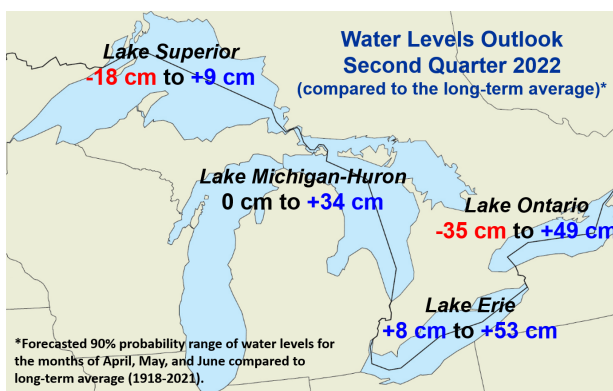 Water Levels Outlook
Second Quarter 2022
(compared to the long-term average)*
Lake Superior
-18 cm to +9 cm
Lake Michigan-Huron
0 cm to +34 cm
Lake Ontario
-35 cm to +49 cm
Lake Erie
+8 cm to +53 cm
*Forecasted 90% probability range of water levels for
the months of April, May, and June compared to
long-term average (1918-2021).